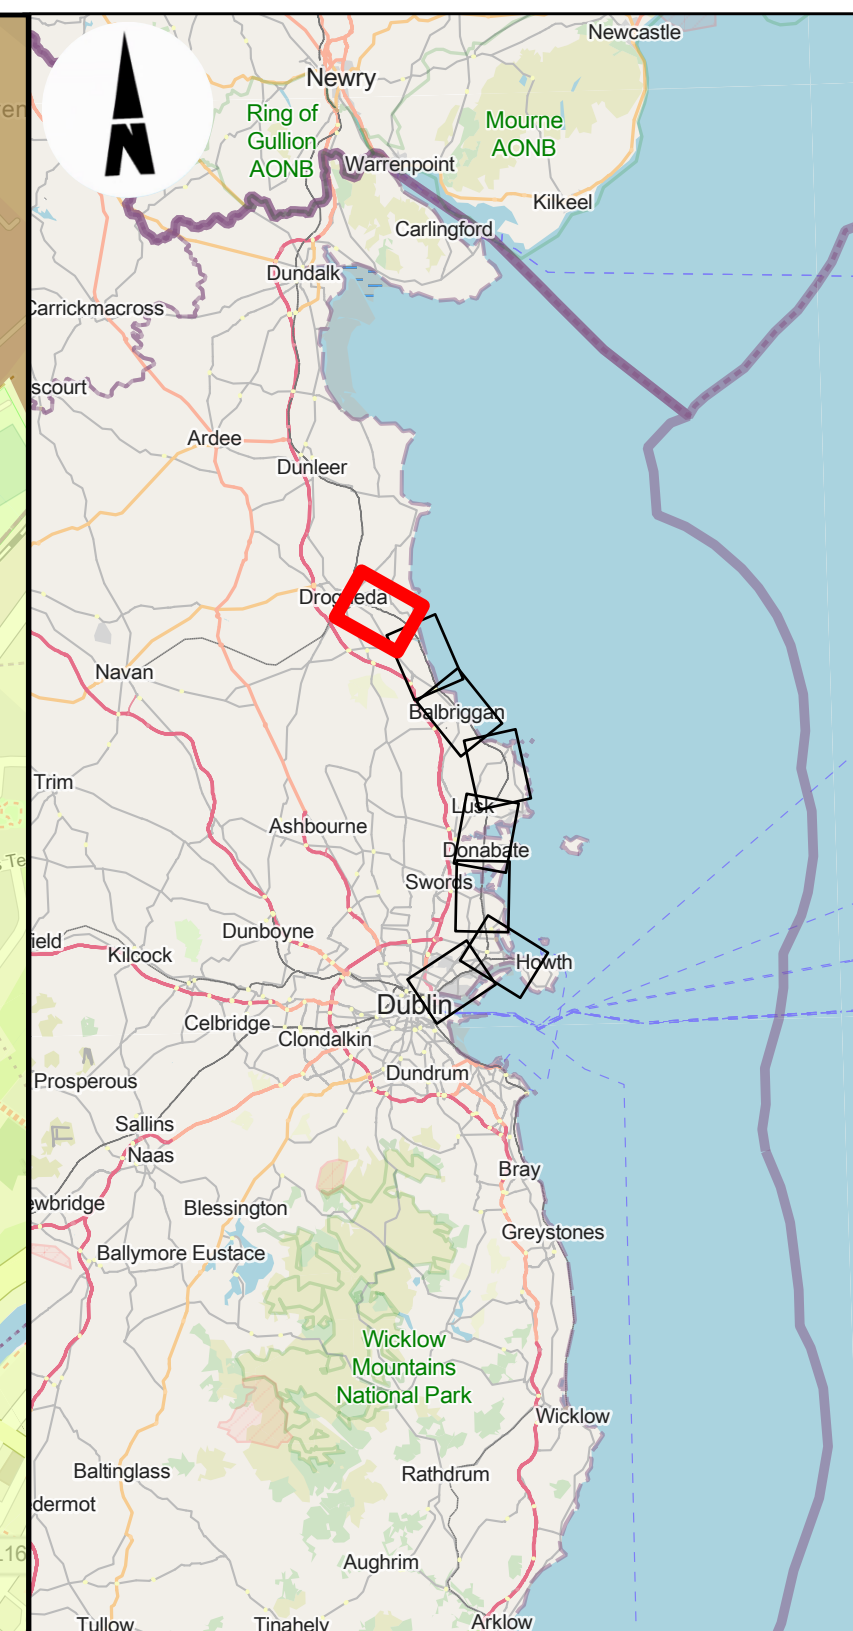 Newcastle
Newry
Ring of
Gullion
AONB
Mourne
AONB
Warrenpoint
Kilkeel
Carlingford
Dundalk
Carrickmacross
scourt
Ardee
Dunleer
Drogheda
Navan
Balbriggan
Trim
Lusk
Ashbourne
Donabate
Swords
Dunboyne
ield
Kilcock
Howth
Dublin
Celbridge
Clondalkin
Dundrum
Prosperous
Sallins
Naas
Bray
ewbridge
Blessington
Greystones
Ballymore Eustace
Wicklow
Mountains
National Park
Wicklow
Baltinglass
Rathdrum
dermot
Aughrim
Tullow
Tinahely
Arklow
N